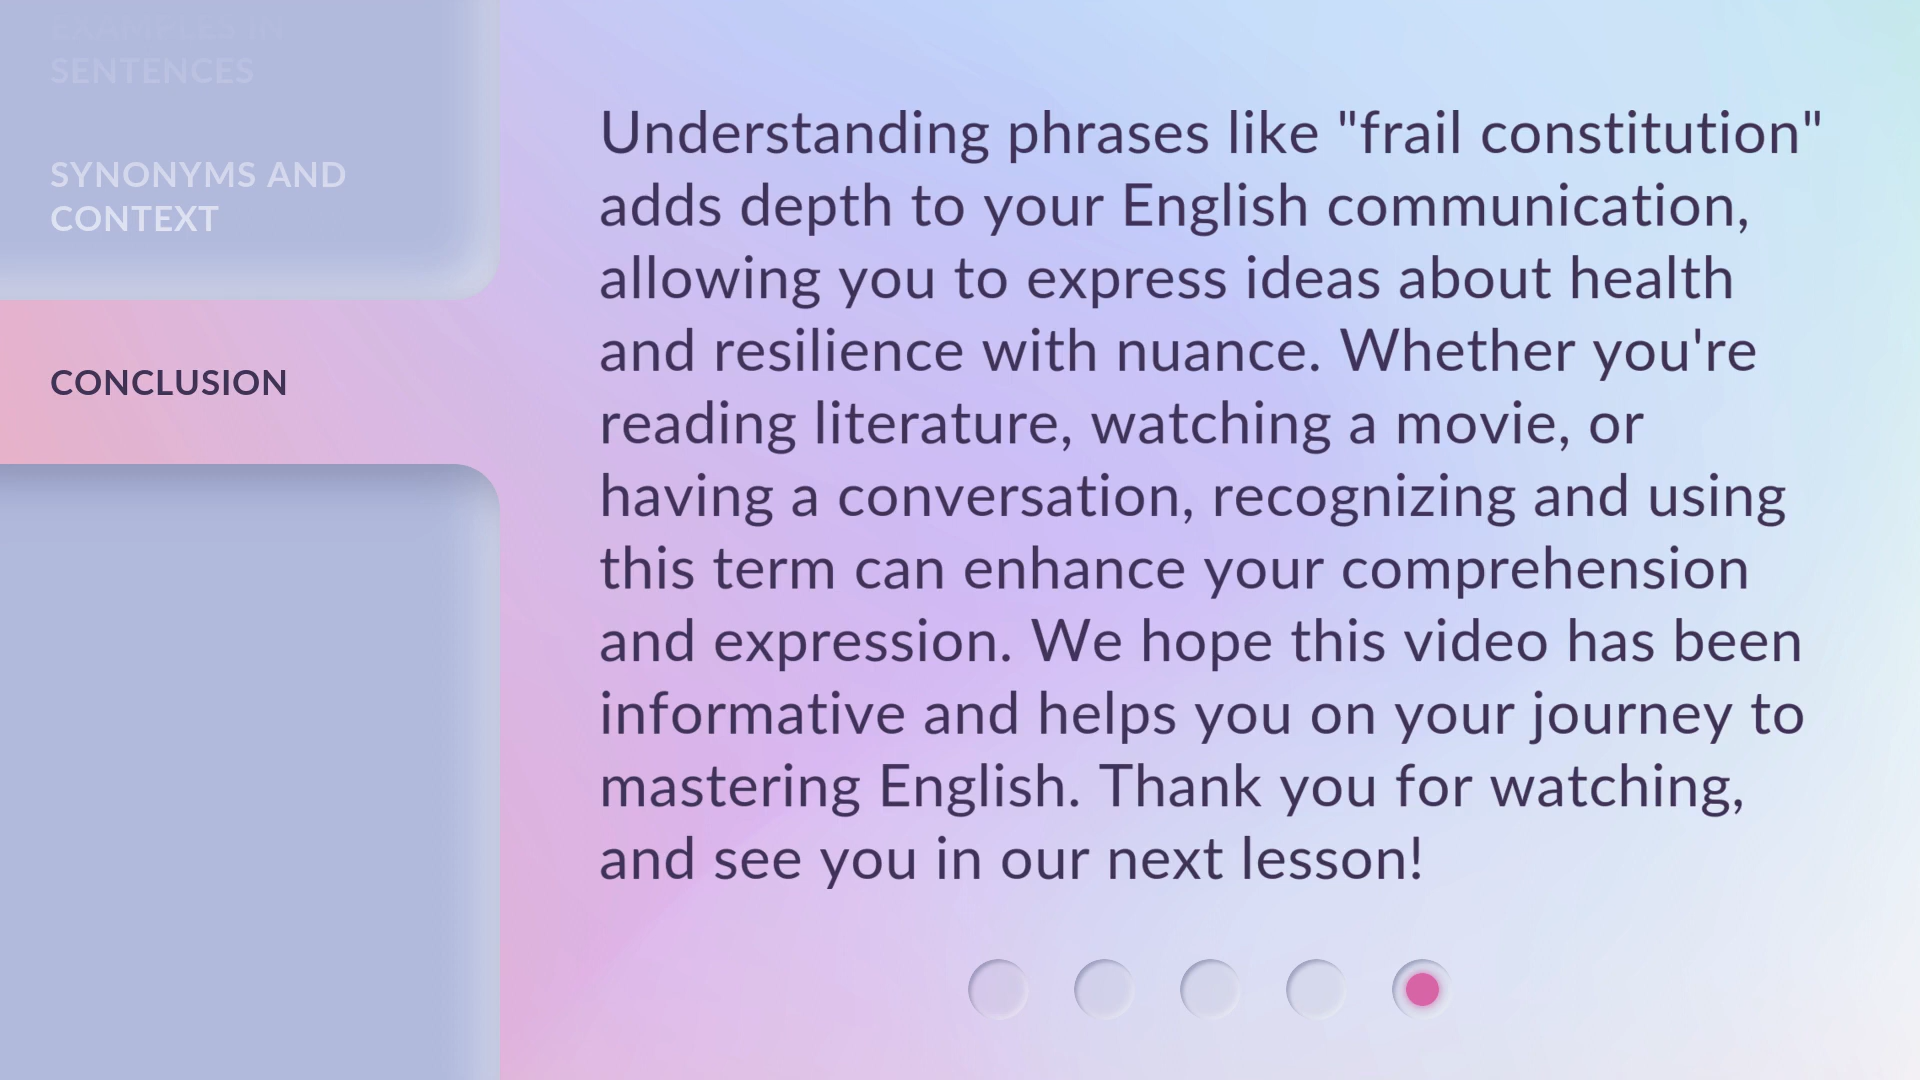 EXAMPLES IN
SENTENCES
SYNONYMS AND
CONTEXT
CONCLUSION
Understanding phrases like "frail constitution"
adds depth to your English communication,
allowing you to express ideas about health
and resilience with nuance. Whether you're
reading literature, watching a movie, or
having a conversation, recognizing and using
this term can enhance your comprehension
and expression. We hope this video has been
informative and helps you on your journey to
mastering English. Thank you for watching,
and see you in our next lesson!